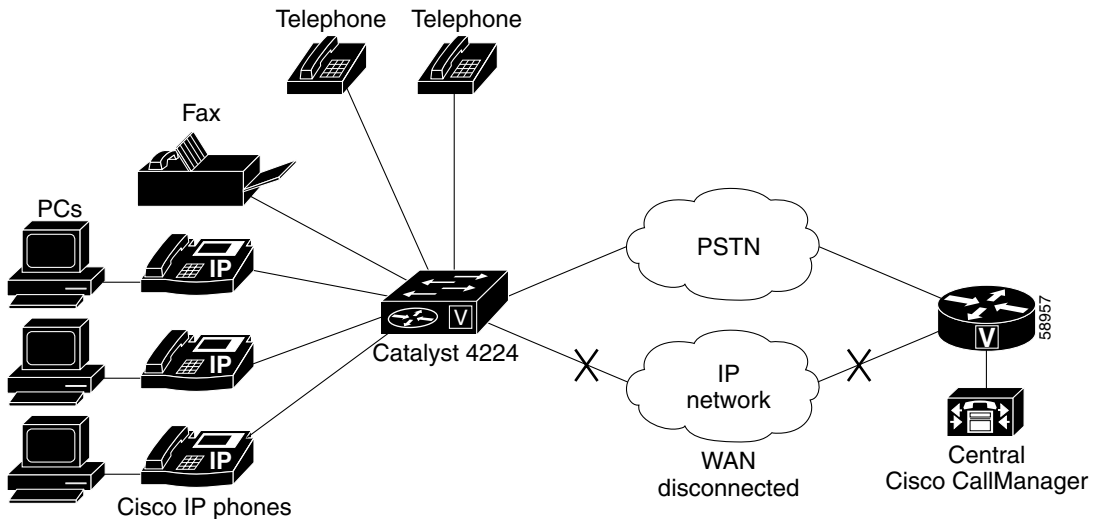 Telephone
Telephone
Fax
PCs
IP
IP
IP
Cisco IP phones
V
Catalyst 4224
PSTN
IP
network
WAN
disconnected
V
58957
Central
Cisco CallManager